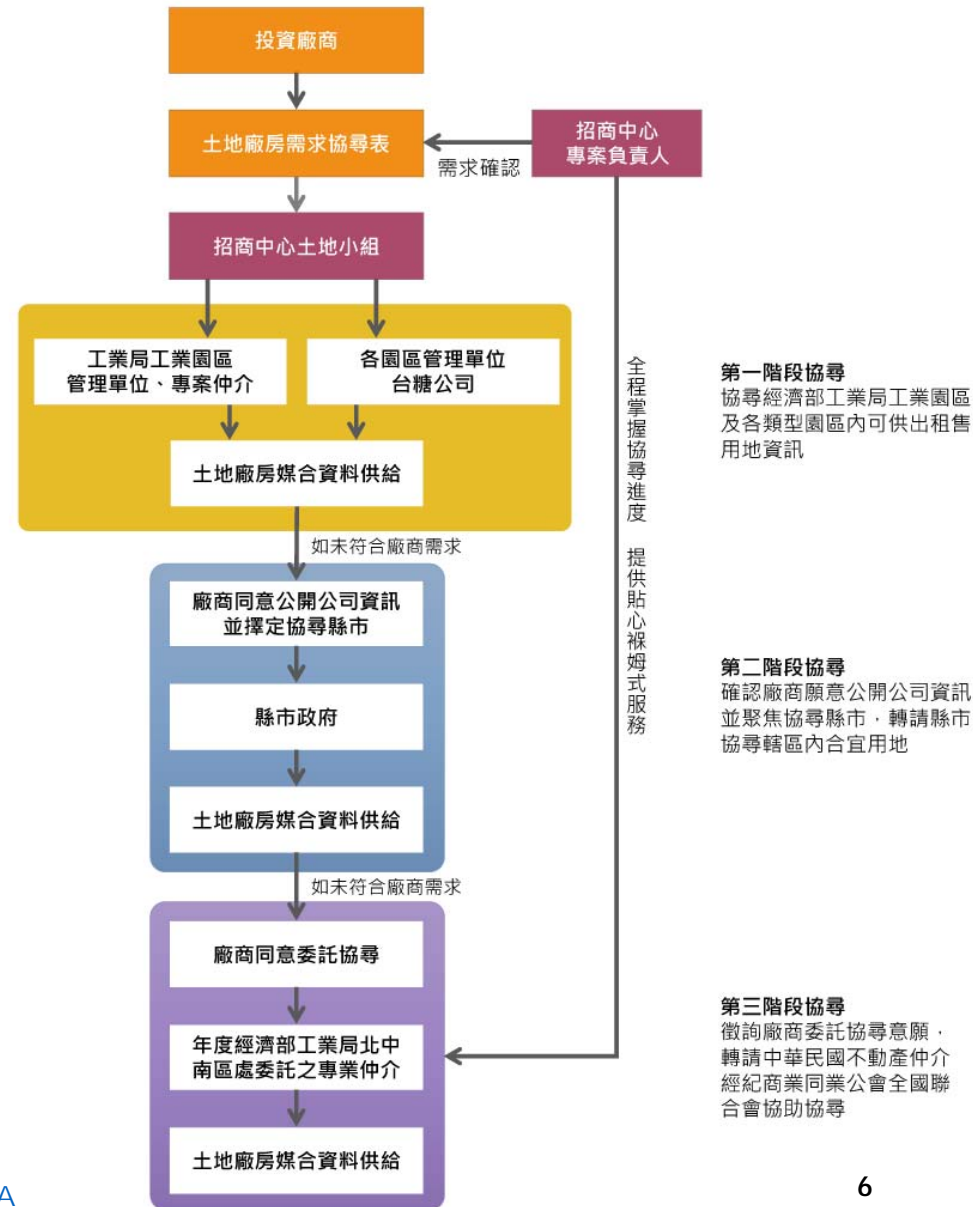 投資廠商
土地廠房需求協尋表
招商中心
專案負責人
需求確認
招商中心土地小組
工業局工業園區
管理單位、專案仲介
各園區管理單位
台糖公司
土地廠房媒合資料供給
如未符合廠商需求
全程掌握協尋進度　提供貼心褓姆式服務
第一階段協尋
協尋經濟部工業局工業園區
及各類型園區內可供出租售
用地資訊
廠商同意公開公司資訊
並擇定協尋縣市
縣市政府
土地廠房媒合資料供給
如未符合廠商需求
第二階段協尋
確認廠商願意公開公司資訊
並聚焦協尋縣市，轉請縣市
協尋轄區內合宜用地
廠商同意委託協尋
年度經濟部工業局北中
南區處委託之專業仲介
土地廠房媒合資料供給
第三階段協尋
徵詢廠商委託協尋意願，
轉請中華民國不動產仲介
經紀商業同業公會全國聯
合會協助協尋
A
6